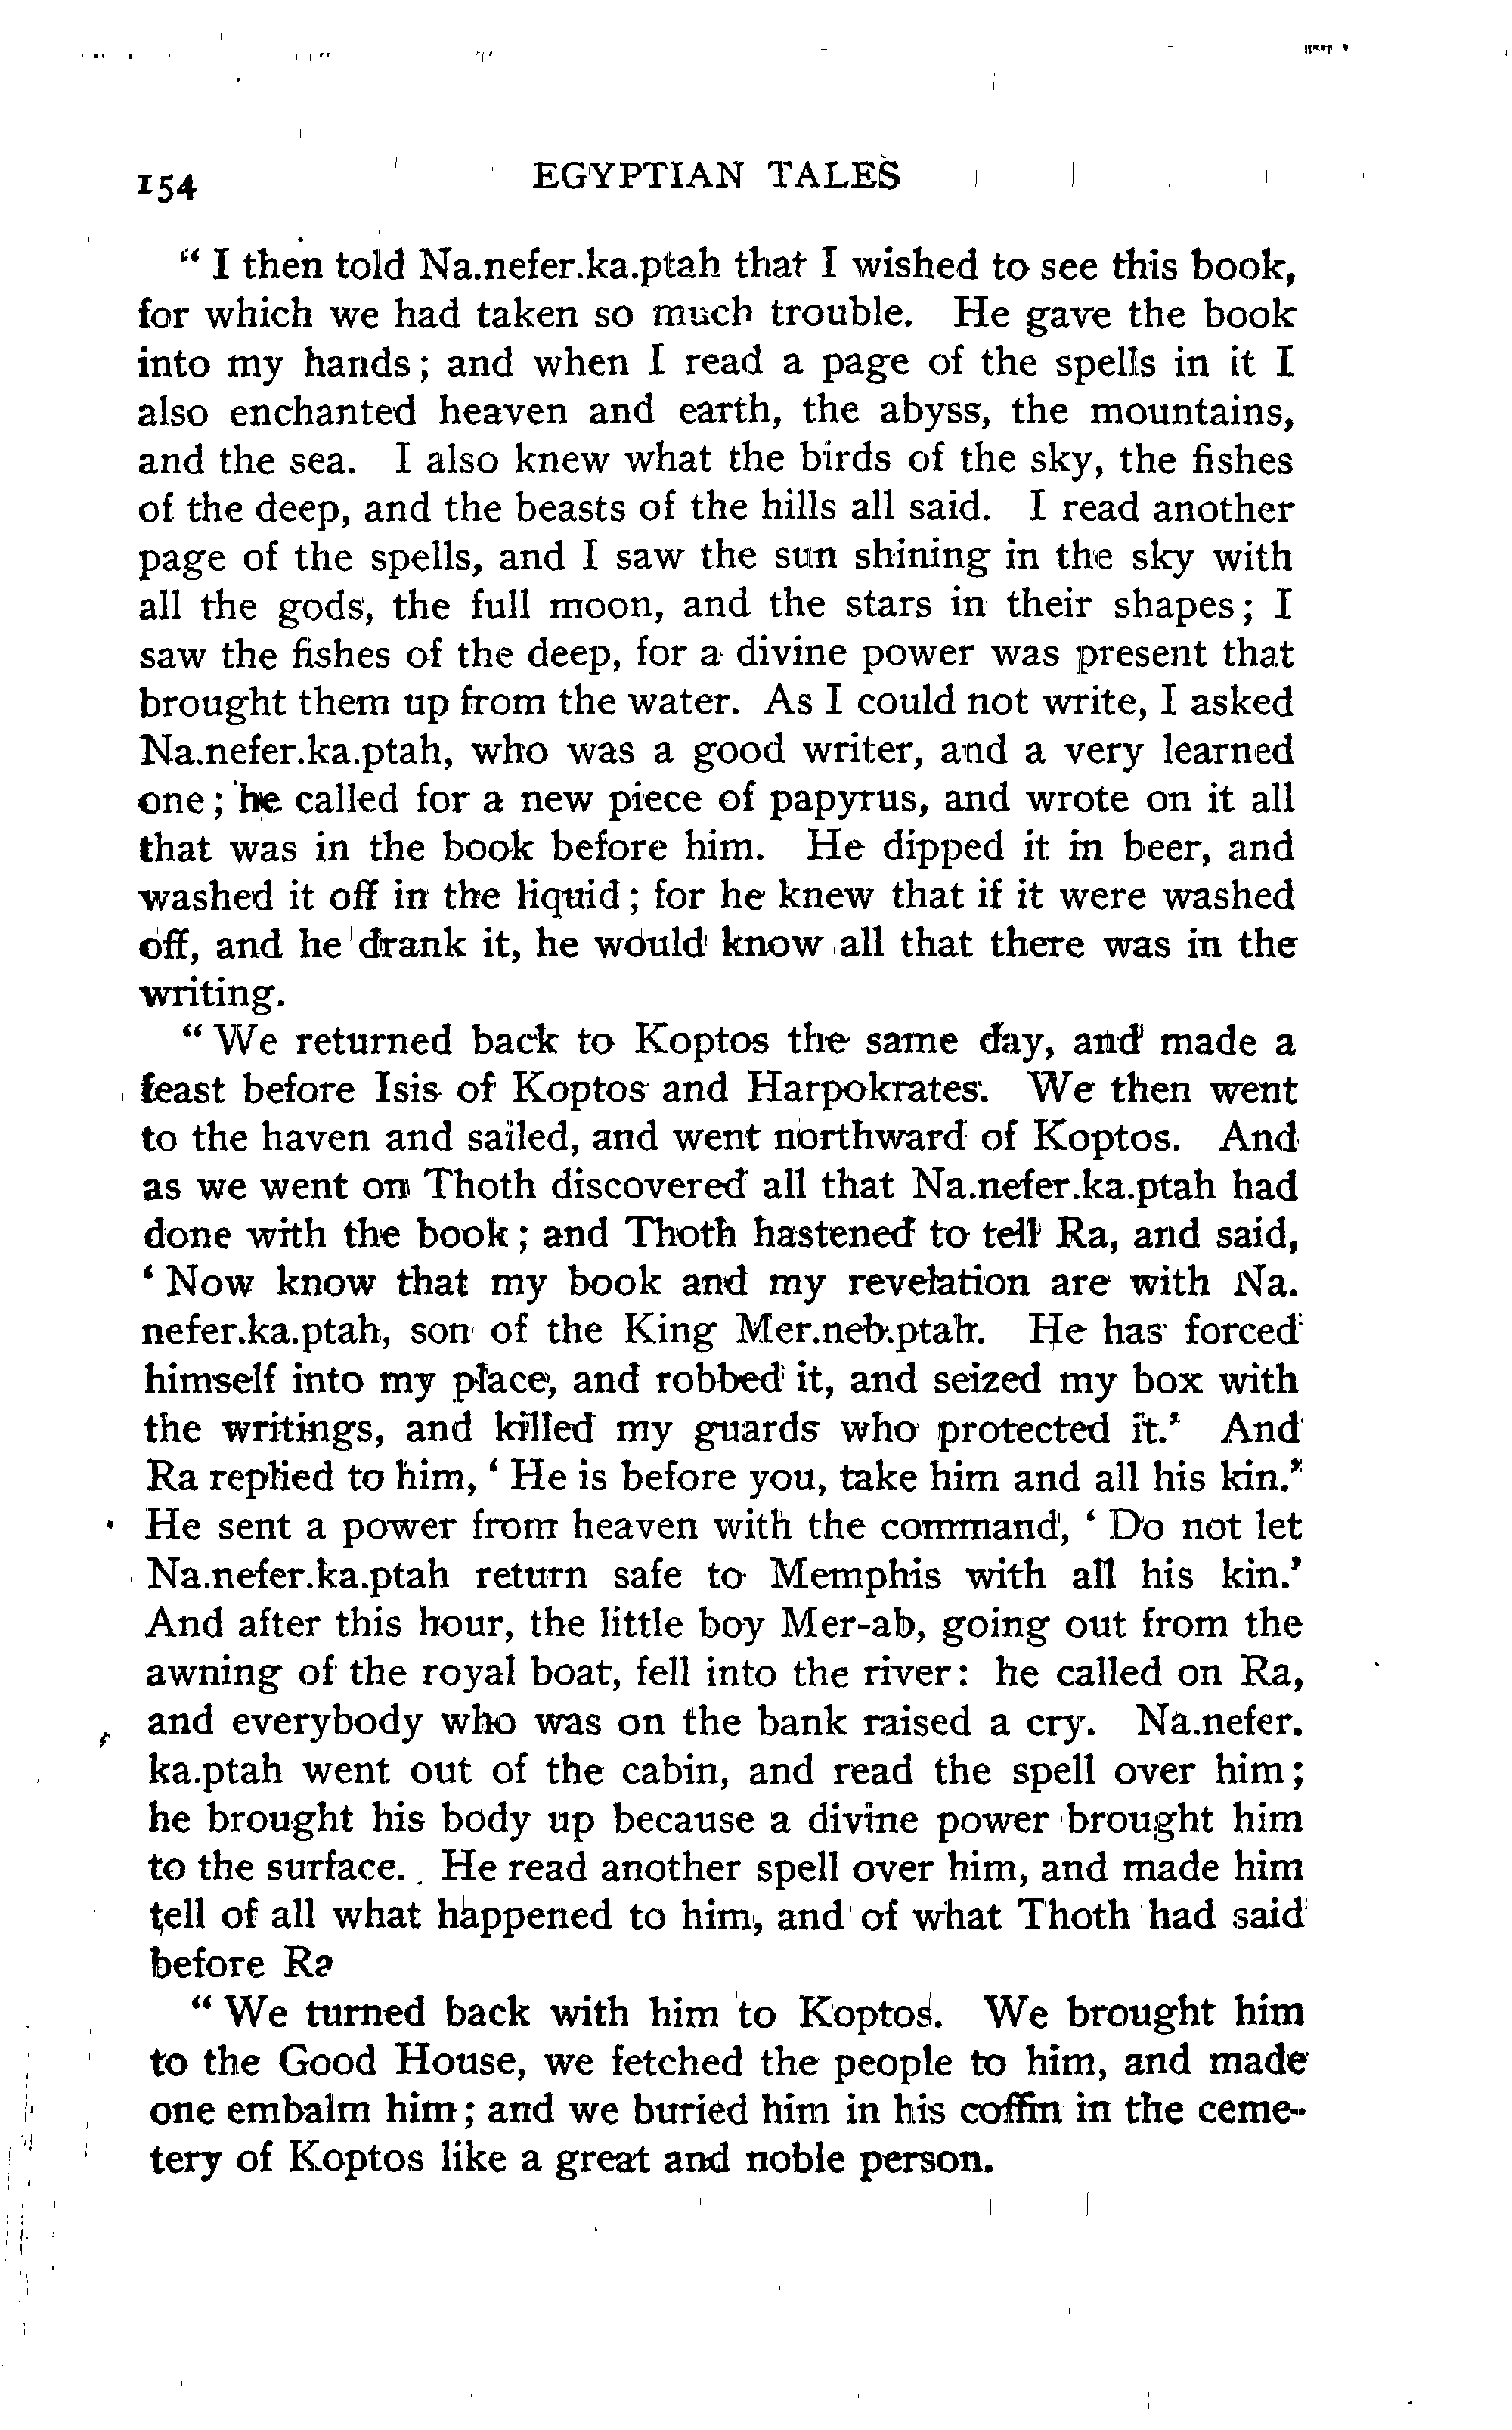 154 EGYPTIAN TALES
" I then told Na.nefer.ka.ptah that I wished to see this book,
for which we had taken so much trouble. He gave the book
into my hands; and when I read a page of the spells in it I
also enchanted heaven and earth, the abyss, the mountains,
and the sea. I also knew what the birds of the sky, the fishes
of the deep, and the beasts of the hills all said. I read another
page of the spells, and I saw the sun shining in the sky with
all the gods, the full moon, and the stars in their shapes; I
saw the fishes of the deep, for a divine power was present that
brought them up from the water. As I could not write, I asked
Na.nefer.ka.ptah, who was a good writer, and a very learned
one; he called for a new piece of papyrus, and wrote on it all
that was in the book before him. He dipped it in beer, and
washed it off in the liquid; for he knew that if it were washed
off, and he drank it, he would know all that there was in the
writing.
" We returned back to Koptos the same day, and made a
feast before Isis of Koptos and Harpokrates. We then went
to the haven and sailed, and went northward of Koptos. And
as we went on Thoth discovered all that Na.nefer.ka.ptah had
done with the book; and Thoth hastened to tell Ra, and said,
' Now know that my book and my revelation are with Na.
nefer.ka.ptah, son of the King Mer.neb.ptah. He has forced
himself into my place, and robbed it, and seized my box with
the writings, and killed my guards who protected it.' And
Ra replied to him, ' He is before you, take him and all his kin.'
He sent a power from heaven with the command, ' Do not let
Na.nefer.ka.ptah return safe to Memphis with all his kin.'
And after this hour, the little boy Mer-ab, going out from the
awning of the royal boat, fell into the river: he called on Ra,
and everybody who was on the bank raised a cry. Na.nefer.
ka.ptah went out of the cabin, and read the spell over him;
he brought his body up because a divine power brought him
to the surface. He read another spell over him, and made him
tell of all what happened to him, and of what Thoth had said
before Ra
" We turned back with him to Koptos. We brought him
to the Good House, we fetched the people to him, and made
one embalm him; and we buried him in his coffin in the ceme-
tery of Koptos like a great and noble person.